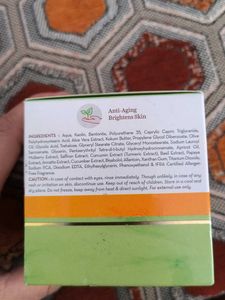 Anti-Aging
Brightens Skin
INGREDIENTS : Aqua, Kaolin, Bentonite, Polyurethane 35, Caprylic Capric Triglyceride,
Polyhydroxystearic Acid, Aloe Vera Extract, Kokum Butter, Propylene Glycol Dibenzoate, Olive
Oil, Glycolic Acid, Trehalose, Glyceryl Stearate Citrate, Glyceryl Monostearate, Sodium Lauroyl
Sarcosinate, Glycerin, Pentaerythrityl Tetra-di-t-butyl Hydroxyhydrocinnamate, Apricot Oil,
Mulberry Extract, Saffron Extract, Curcumin Extract (Turmeric Extract), Basil Extract, Papaya
Extract, Annatto Extract, Cucumber Extract, Bisabolol, Allantoin, Xanthan Gum, Titanium Dioxide,
Sodium PCA, Disodium EDTA, Ethylhexylglycerin, Phenoxyethanol & IFRA Certified Allergen
Free Fragrance.
CAUTION : In case of contact with eyes, rinse immediately. Though unlikely, in case of any
rash or irritation on skin, discontinue use. Keep out of reach of children. Store in a cool and
dry place. Do not freeze, keep away from heat & direct sunlight. For external use only.